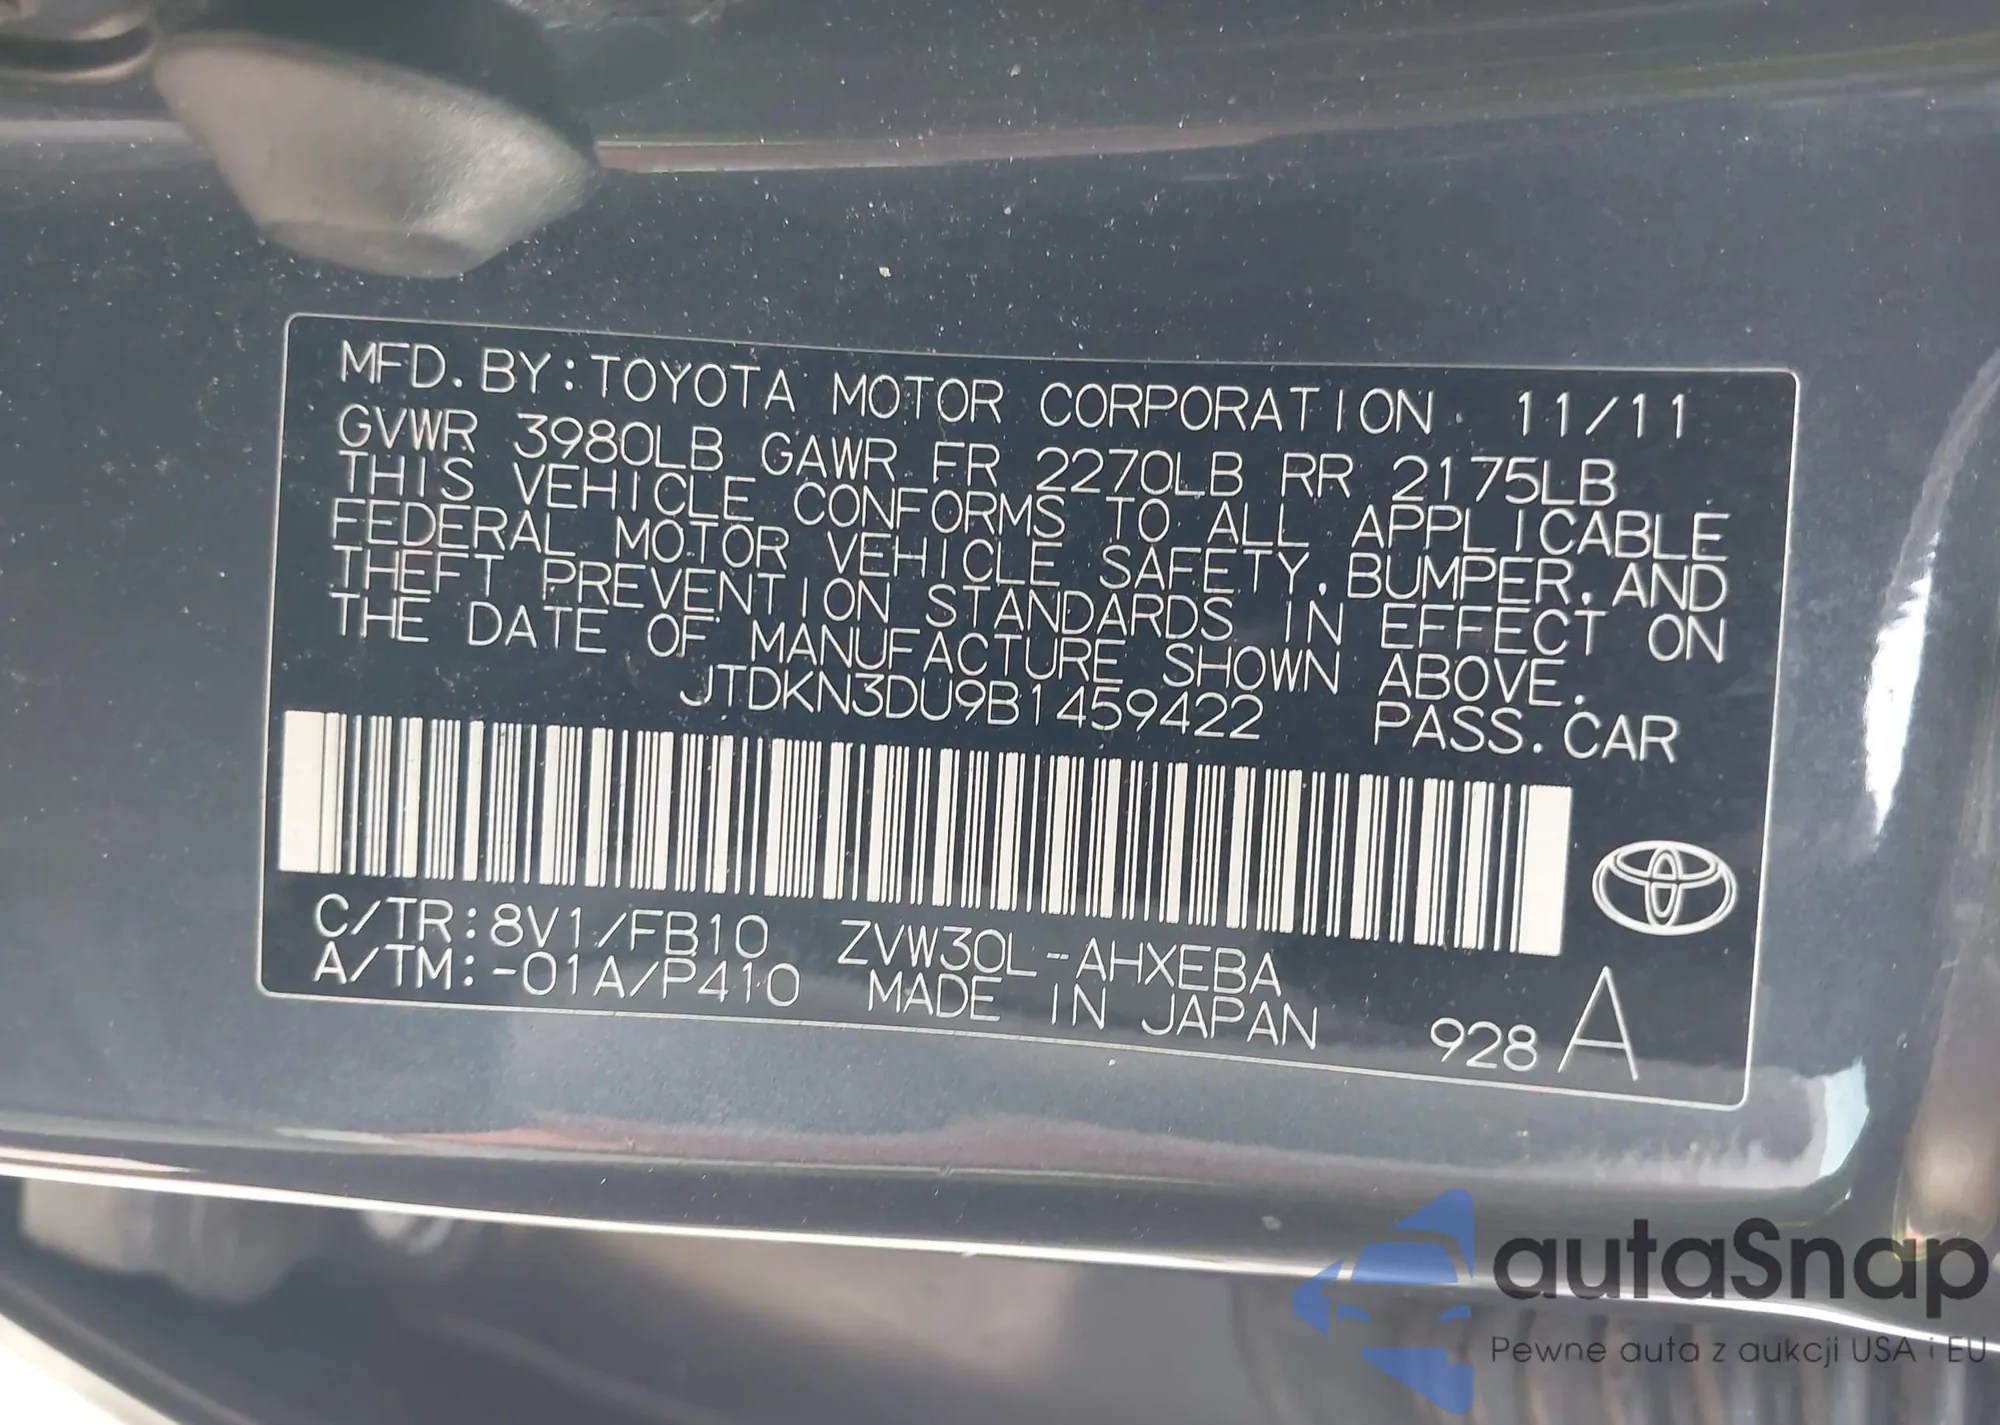 MFD. BY: TOYOTA MOTOR CORPORATION 11/11
GVWR 3980LB GAWR FR 2270LB RR 2175LB
THIS VEHICLE CONFORMS TO ALL APPLICABLE
FEDERAL MOTOR VEHICLE SAFETY, BUMPER, AND
THEFT PREVENTION STANDARDS IN EFFECT ON
THE DATE OF MANUFACTURE SHOWN ABOVE.
JTDKN3DU9B1459422 PASS. CAR
C/TR: 8V1/FB10 ZVW30L-AHXEBA
A/TM: -01A/P410 MADE IN JAPAN 928 A
autaSnap
Pewne auta z aukcji USA i EU